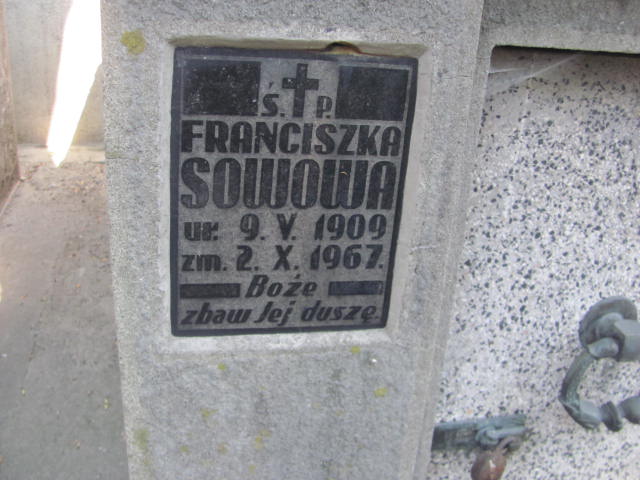 Ś. P.
FRANCISZKA
SOWOWA
ur. 9. V. 1909
zm. 2. X. 1967.
Boże
zbaw Jej duszę.